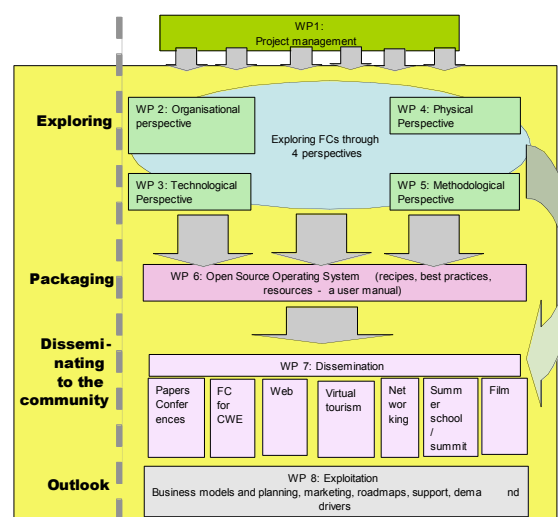 WP1:
Project management
Exploring
WP 2: Organisational
perspective
WP 4: Physical
Perspective
Exploring FCs through
4 perspectives
WP 3: Technological
Perspective
WP 5: Methodological
Perspective
Packaging
WP 6: Open Source Operating System (recipes, best practices,
resources - a user manual)
Dissemi-
nating
to the
community
WP 7: Dissemination
Papers
Confer
ences
FC
for
CWE
Web
Virtual
tourism
Net
wor
king
Summ
er
school
/
summit
Film
Outlook
WP 8: Exploitation
Business models and planning, marketing, roadmaps, support, dema nd
drivers